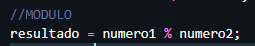 //MODULO
resultado = numero1 % numero2;